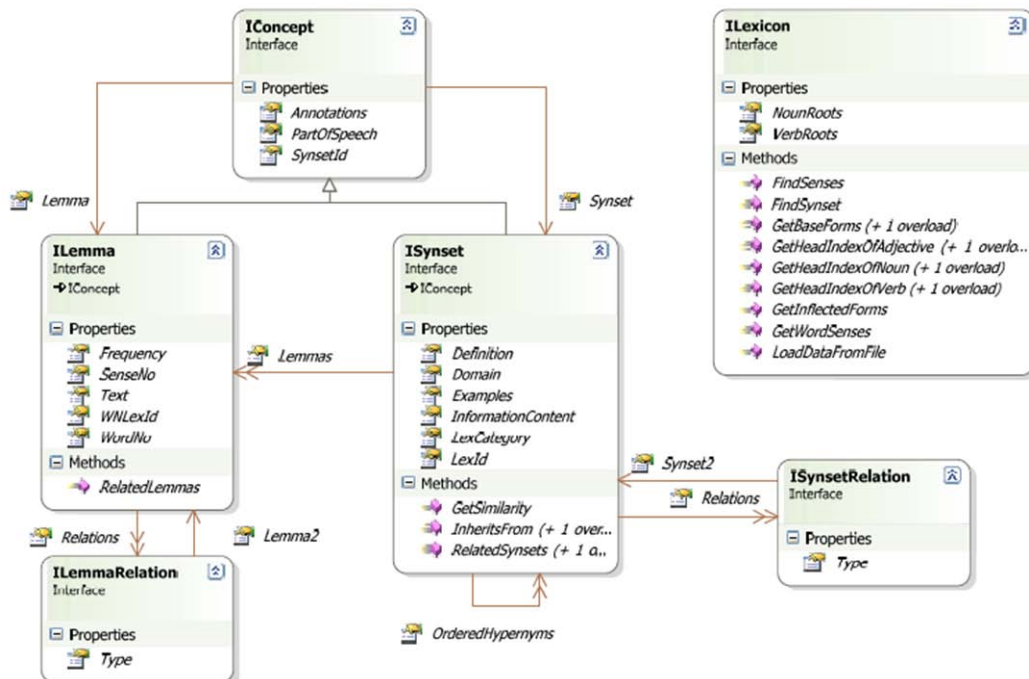 IConcept
Interface
Properties
Annotations
PartOfSpeech
SynsetId
ILexicon
Interface
Properties
NounRoots
VerbRoots
Methods
FindSenses
FindSynset
GetBaseForms (+ 1 overload)
GetHeadIndexOfAdjective (+ 1 overlo...
GetHeadIndexOfNoun (+ 1 overload)
GetHeadIndexOfVerb (+ 1 overload)
GetInflectedForms
GetWordSenses
LoadDataFromFile
Lemma
Synset
ILemma
Interface
IConcept
Properties
Frequency
SenseNo
Text
WNLexId
WordNo
Methods
RelatedLemmas
Lemmas
ISynset
Interface
IConcept
Properties
Definition
Domain
Examples
InformationContent
LexCategory
LexId
Methods
GetSimilarity
InheritsFrom (+ 1 over...
RelatedSynsets (+ 1 o...
Synset2
Relations
ISynsetRelation
Interface
Properties
Type
Relations
Lemma2
ILemmaRelation
Interface
Properties
Type
OrderedHypernyms